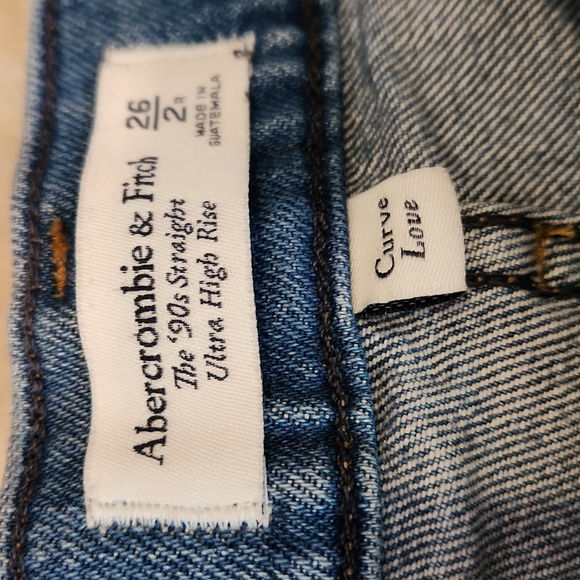 Abercrombie & Fitch
The '90s Straight
Ultra High Rise
26
2R
MADE IN
GUATEMALA
Curve
Love